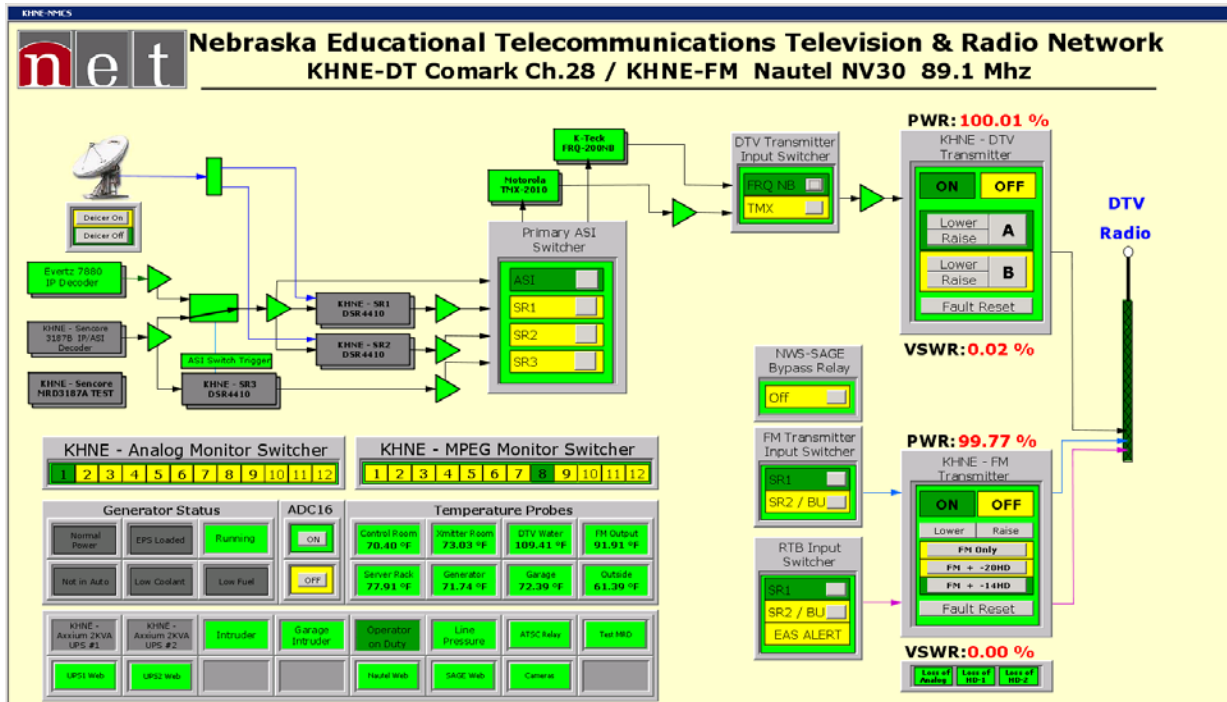 KHNE-NMCS
net
Nebraska Educational Telecommunications Television & Radio Network
KHNE-DT Comark Ch.28 / KHNE-FM Nautel NV30 89.1 Mhz
Deicer On
Deicer Off
Evertz 7880
IP Decoder
KHNE - Sencore
3187B IP/ASI
Decoder
KHNE - Sencore
NRD3187A TEST
ASI Switch Trigger
KHNE - SR3
DSR4410
KHNE - SR1
DSR4410
KHNE - SR2
DSR4410
Motorola
TMX-2010
K-Teck
FRQ-200NB
Primary ASI
Switcher
ASI
SR1
SR2
SR3
DTV Transmitter
Input Switcher
FRQ NB
TMX
PWR: 100.01 %
KHNE - DTV
Transmitter
ON OFF
Lower
Raise
A
Lower
Raise
B
Fault Reset
VSWR: 0.02 %
DTV
Radio
NWS-SAGE
Bypass Relay
Off
FM Transmitter
Input Switcher
SR1
SR2 / BU
RTB Input
Switcher
SR1
SR2 / BU
EAS ALERT
PWR: 99.77 %
KHNE - FM
Transmitter
ON OFF
Lower Raise
FM Only
FM + -20HD
FM + -14HD
Fault Reset
VSWR: 0.00 %
Loss of Analog
Loss of HD-1
Loss of HD-2
KHNE - Analog Monitor Switcher
1 2 3 4 5 6 7 8 9 10 11 12
KHNE - MPEG Monitor Switcher
1 2 3 4 5 6 7 8 9 10 11 12
Generator Status
Normal Power
EPS Loaded
Running
Not in Auto
Low Coolant
Low Fuel
ADC16
ON
OFF
Temperature Probes
Control Room
70.40 ºF
Xmitter Room
73.03 ºF
DTV Water
109.41 ºF
FM Output
91.91 ºF
Server Rack
77.91 ºF
Generator
71.74 ºF
Garage
72.39 ºF
Outside
61.39 ºF
KHNE -
Axxium 2KVA
UPS #1
KHNE -
Axxium 2KVA
UPS #2
Intruder
Garage
Intruder
Operator
on Duty
Line
Pressure
ATSC Relay
Test MRD
UPS1 Web
UPS2 Web
Nautel Web
SAGE Web
Cameras